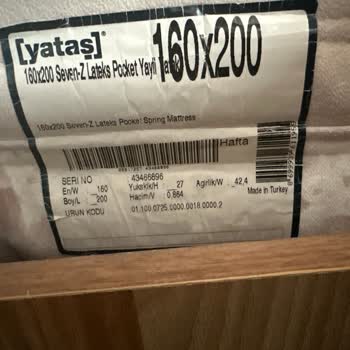 [yataş]®
160x200
160x200 Seven-Z Lateks Pocket Yaylı
160x200 Seven-Z Lateks Pocket Spring Mattress
Hafta
SERI NO 43466896
En/W : 160 Yukseklik/H : 27 Agirlik/W : 42,4
Boy/L : 200 Hacim/V : 0,864 Made in Turkey
URUN KODU 01.100.0725.0000.0018.0000.2